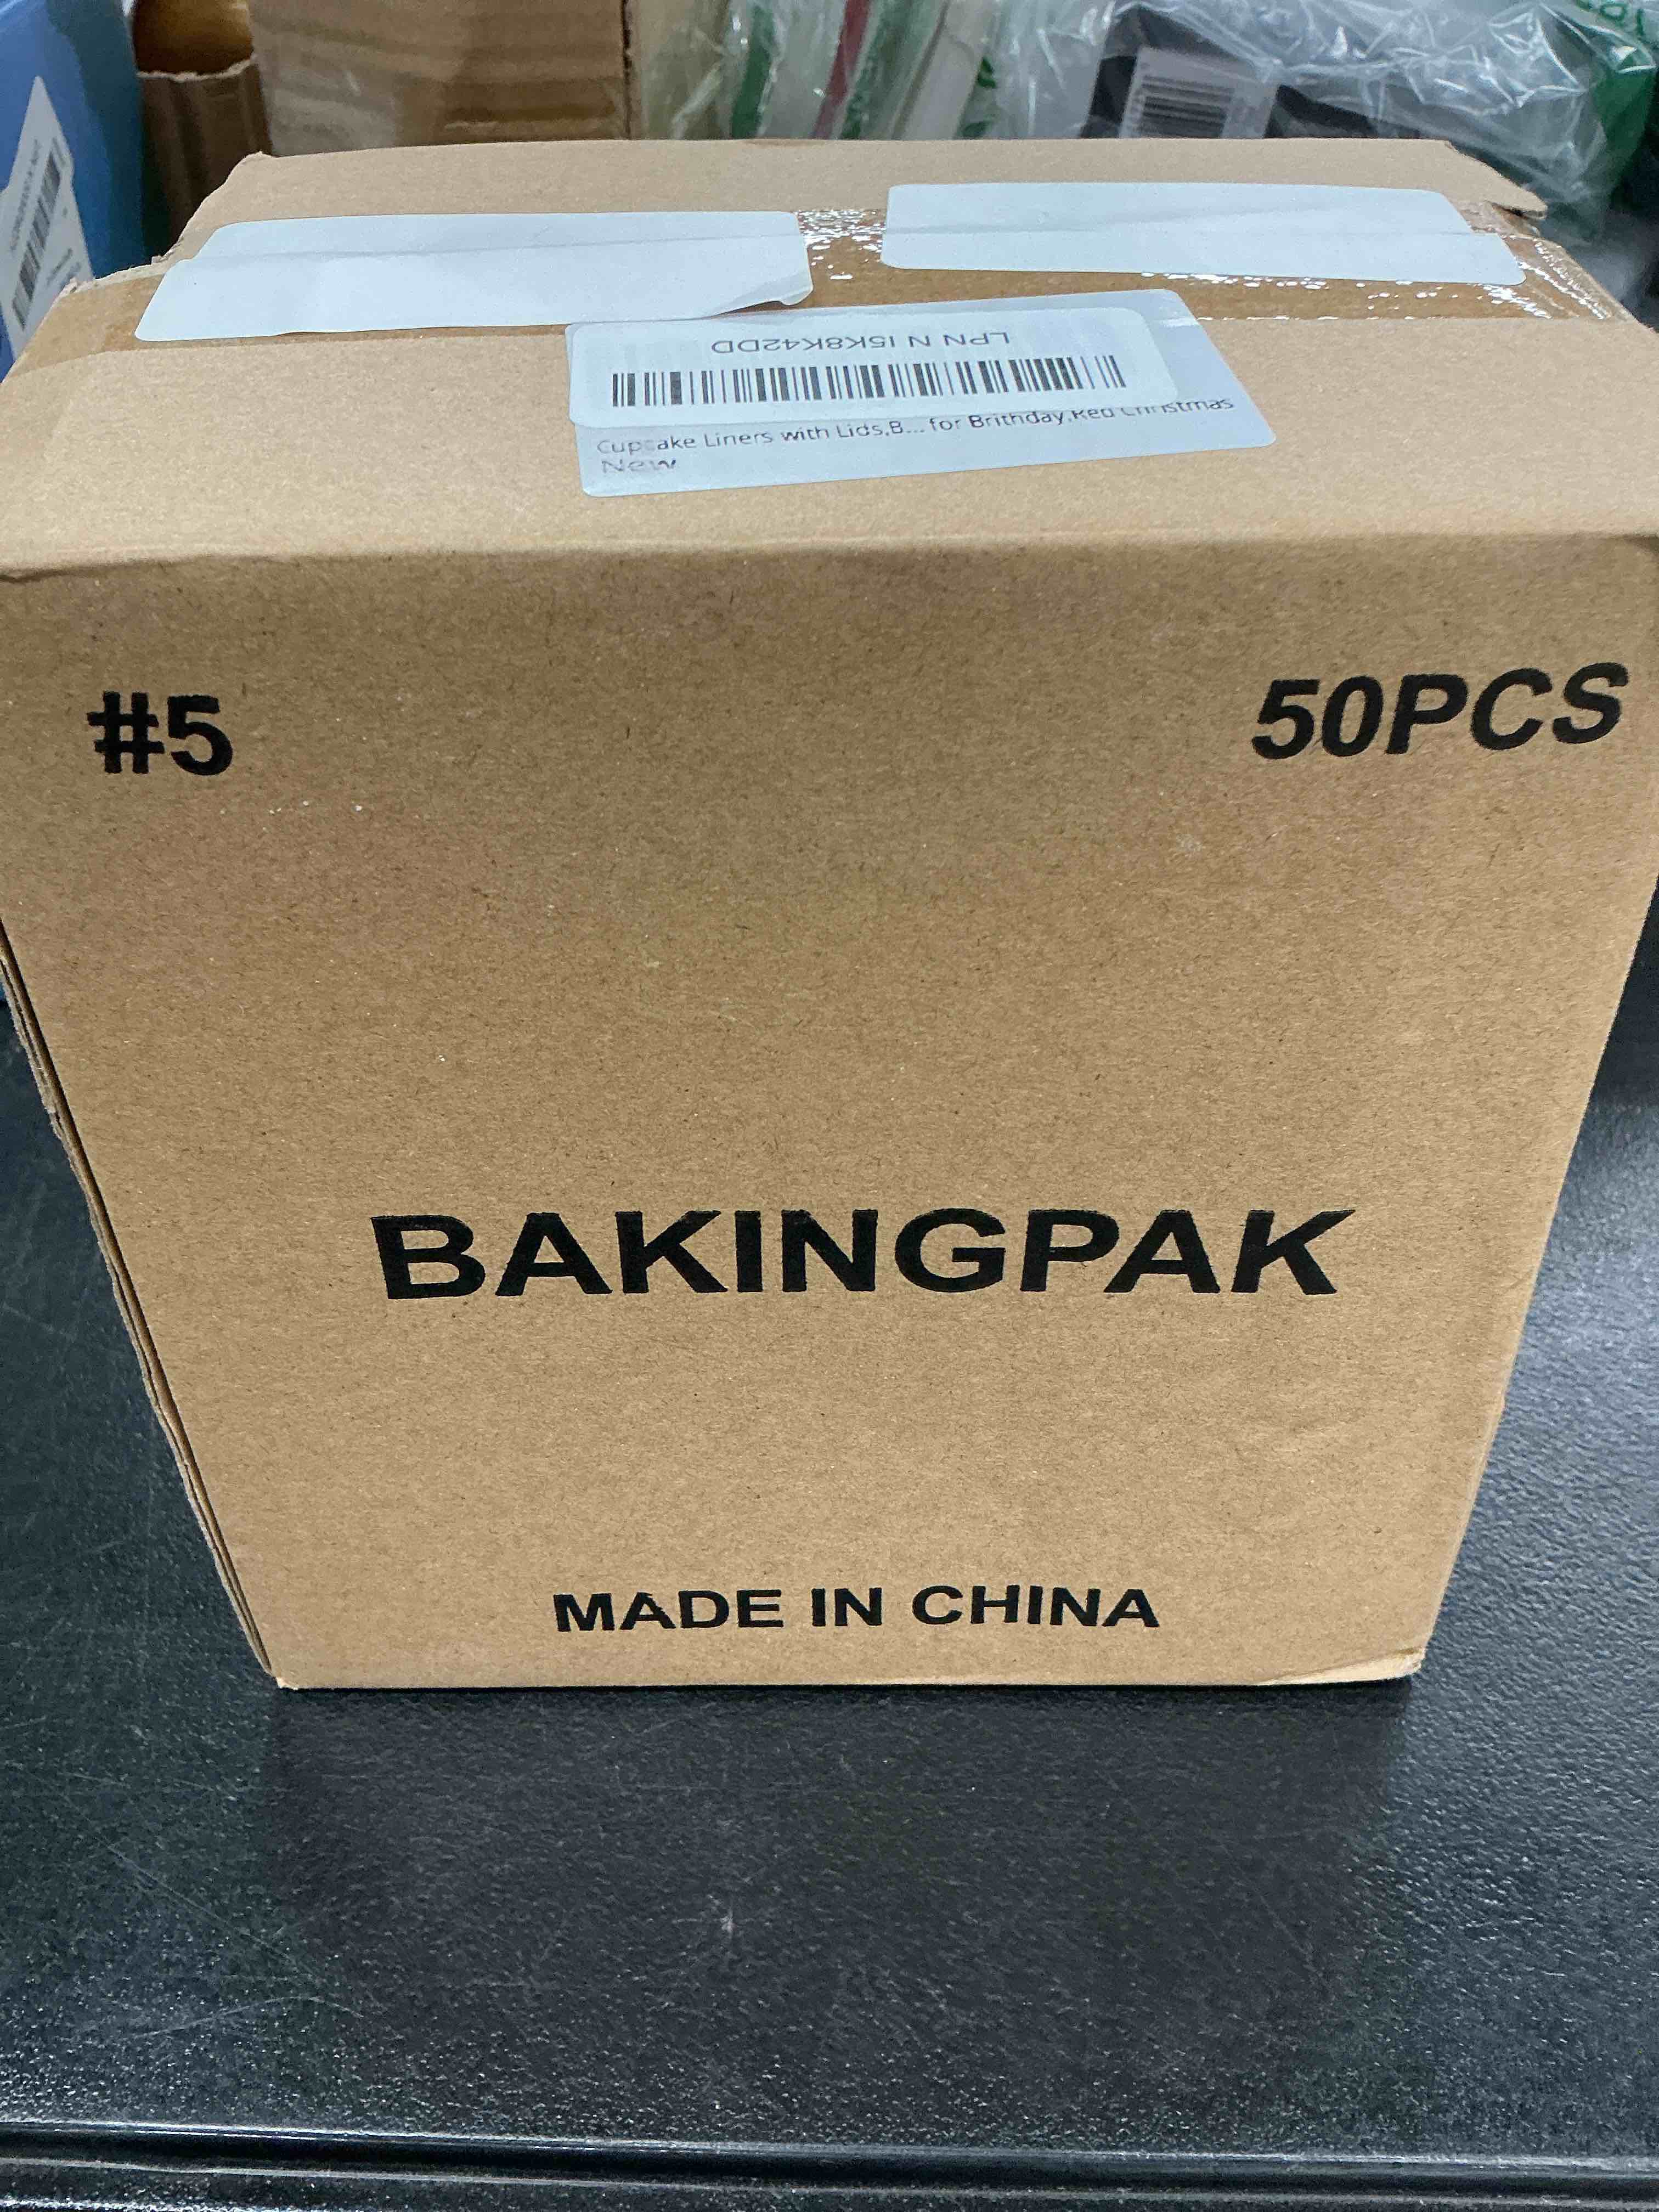 LPN N I5K8K42DD
Cupcake Liners with Lids,B... for Brithday,Red Christmas
New
#5
50PCS
BAKINGPAK
MADE IN CHINA